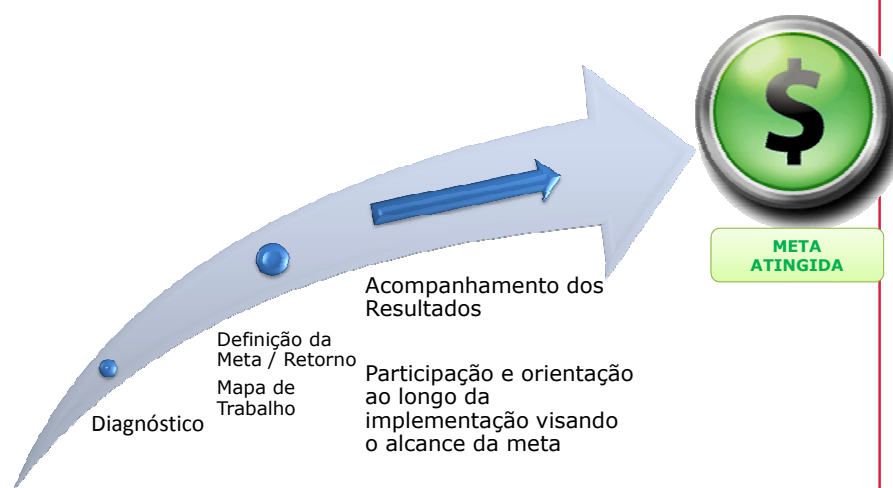 $
META
ATINGIDA
Acompanhamento dos
Resultados
Definição da
Meta / Retorno
Mapa de
Trabalho
Participação e orientação
ao longo da
implementação visando
o alcance da meta
Diagnóstico